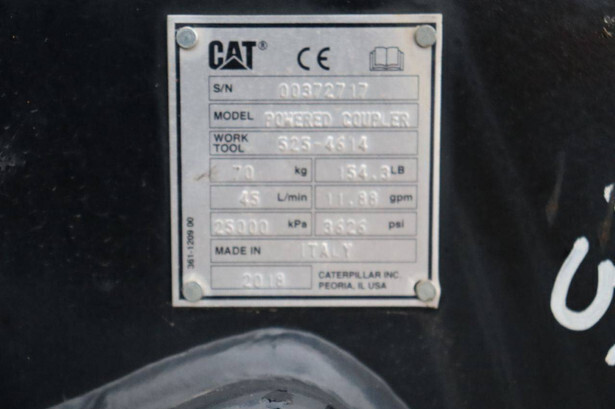 CAT® CE
S/N 00372717
MODEL POWERED COUPLER
WORK TOOL 525-4614
70 kg 154.3 LB
45 L/min 11.88 gpm
25000 kPa 3626 psi
MADE IN ITALY
2018 CATERPILLAR INC.
PEORIA, IL USA
361-1209 00